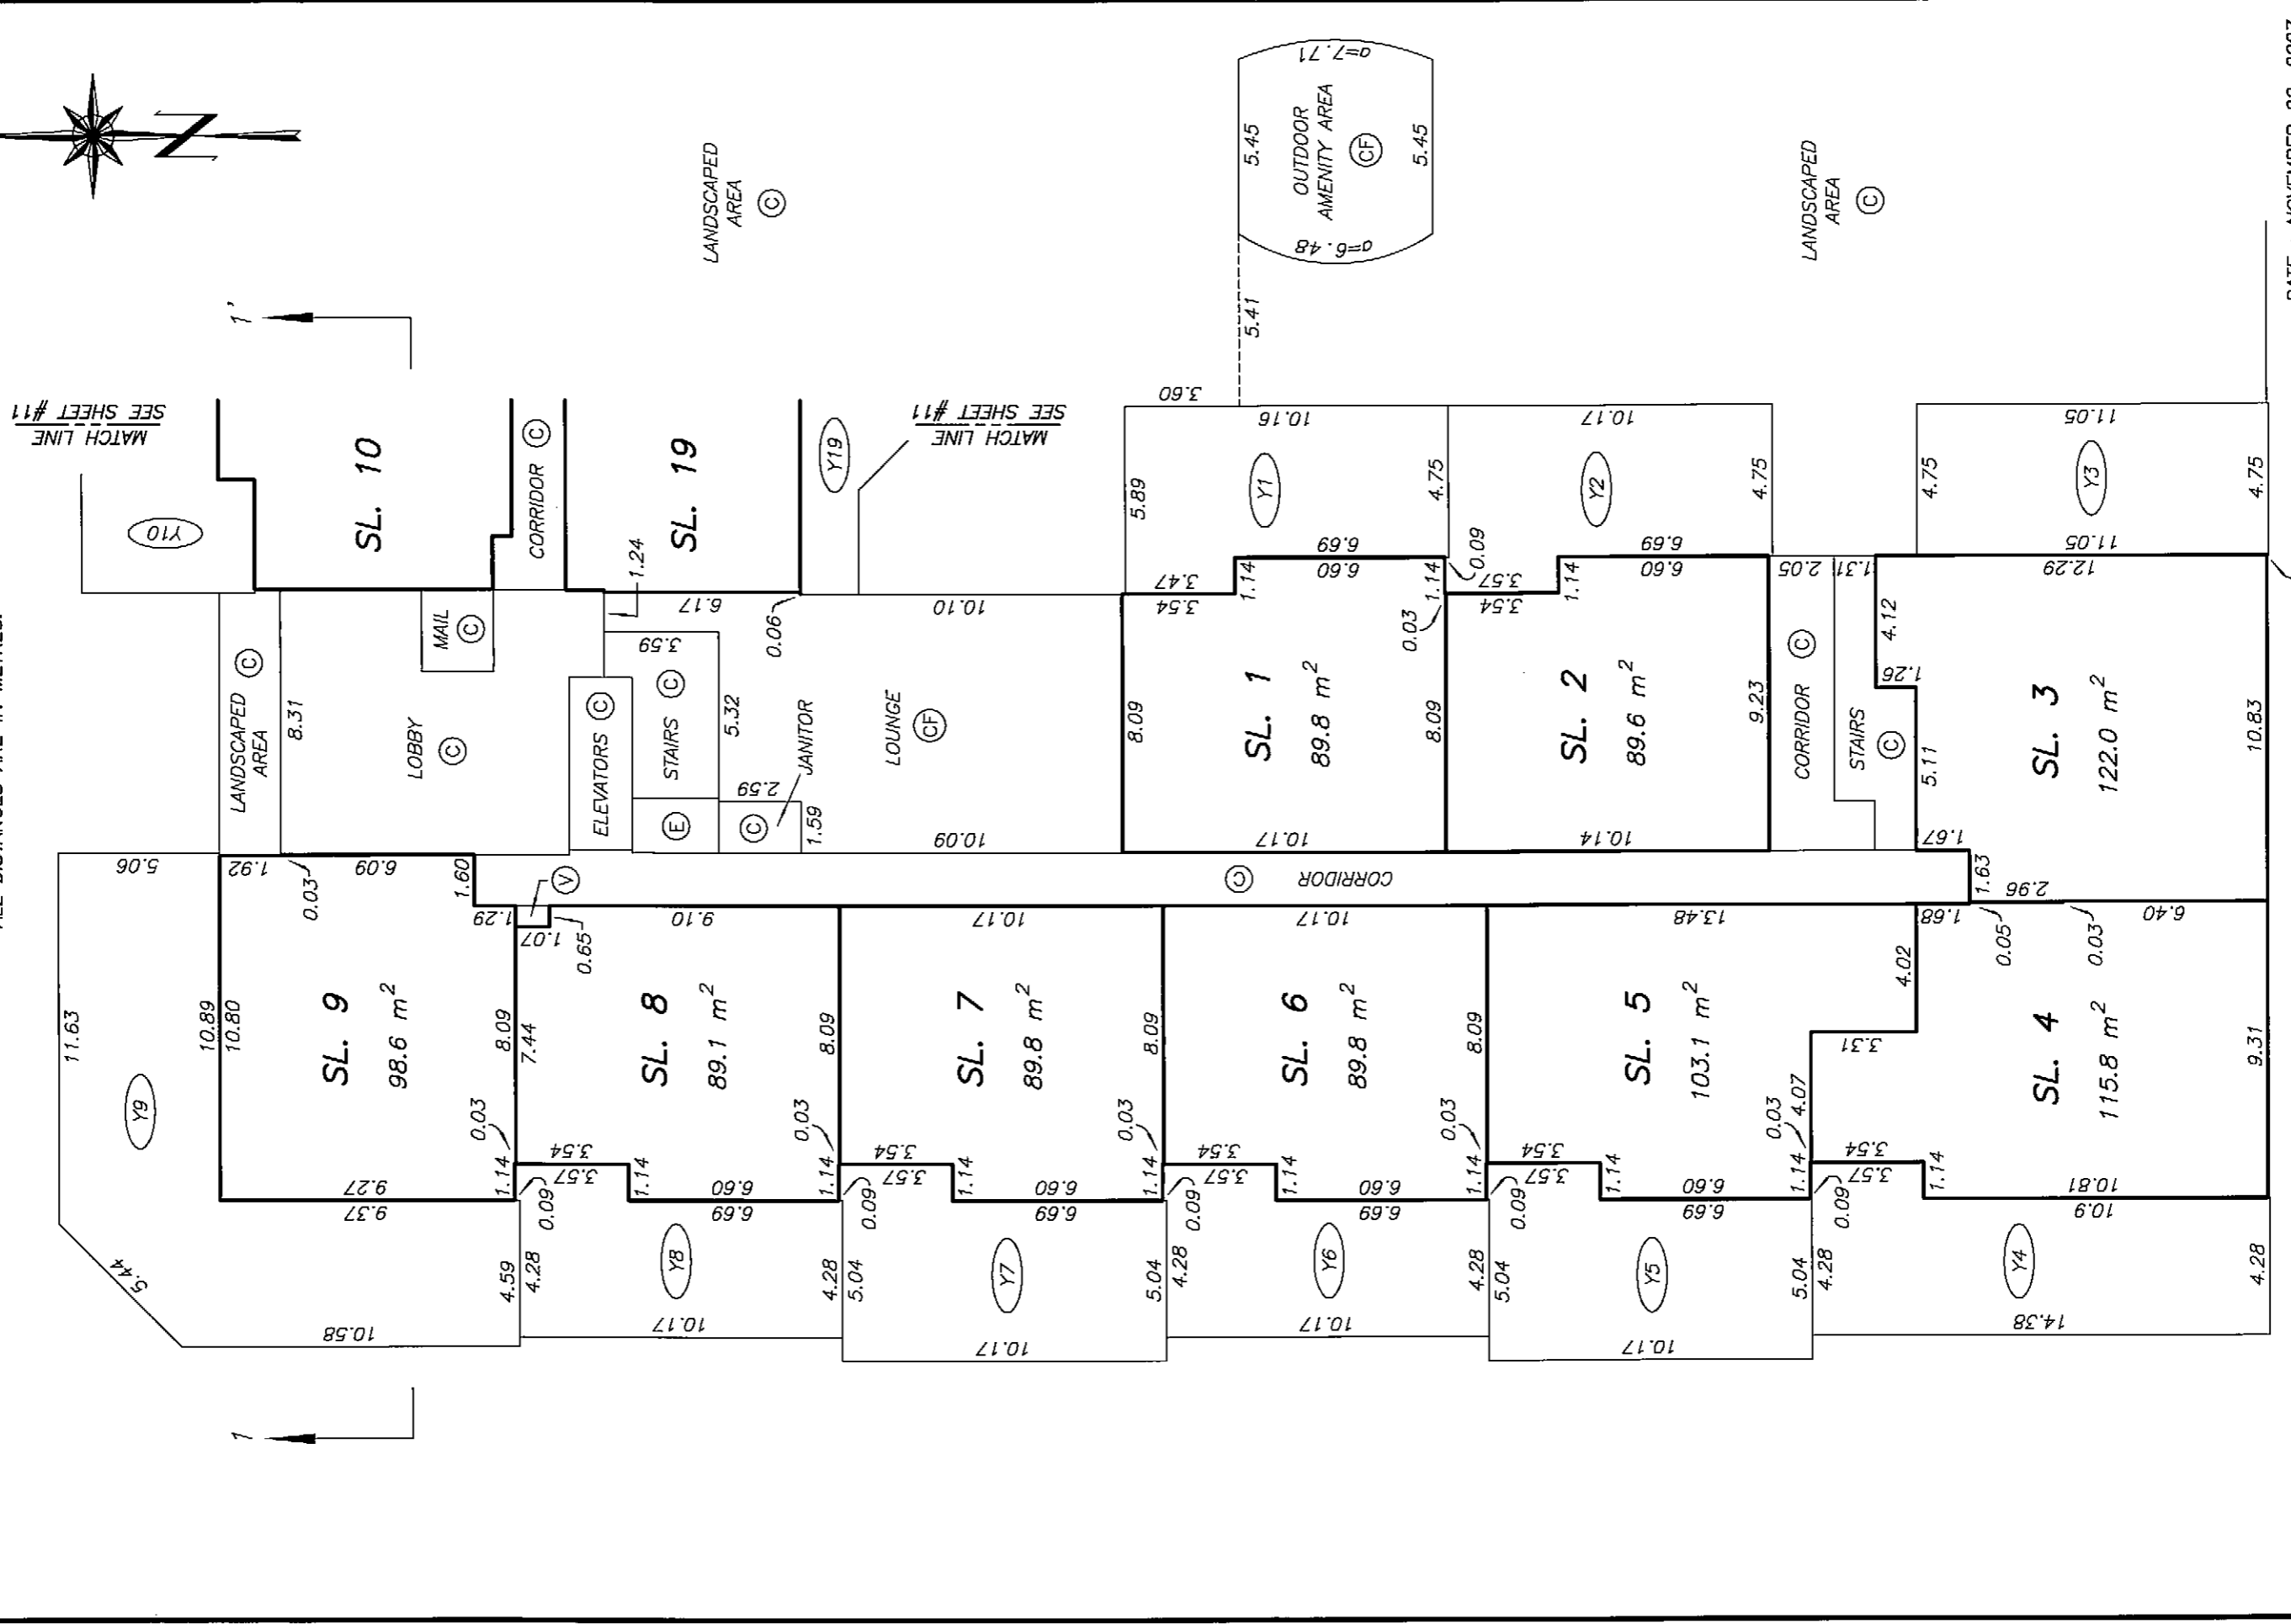 MATCH LINE
SEE SHEET #11
Y10
1'
N
LANDSCAPED
AREA
C
SL. 10
CORRIDOR C
SL. 19
Y19
MATCH LINE
SEE SHEET #11
1.24
6.17
0.06
3.60
5.41
a=7.71
5.45
OUTDOOR
AMENITY AREA
CF
5.45
a=6.48
LANDSCAPED
AREA
C
LANDSCAPED
AREA
C
8.31
MAIL
C
LOBBY
C
ELEVATORS C
3.59
STAIRS C
5.32
E
2.59
C
JANITOR
1.59
LOUNGE
CF
10.10
10.09
5.89
Y1
10.16
4.75
3.47
3.54
1.14
6.69
6.60
1.14
0.09
0.03
8.09
SL. 1
89.8 m²
8.09
10.17
Y2
10.17
4.75
3.57
3.54
1.14
6.69
6.60
SL. 2
89.6 m²
9.23
10.14
2.05
1.31
CORRIDOR C
STAIRS
C
4.75
Y3
11.05
4.75
11.05
12.29
4.12
1.26
5.11
SL. 3
122.0 m²
10.83
1.67
1.63
2.96
CORRIDOR
C
5.06
1.92
0.03
6.09
1.60
1.29
V
1.07
0.65
9.10
10.17
10.17
13.48
1.68
0.05
0.03
6.40
11.63
Y9
5.44
10.58
10.89
10.80
SL. 9
98.6 m²
8.09
9.27
9.37
0.03
1.14
4.59
7.44
SL. 8
89.1 m²
8.09
3.54
3.57
0.09
1.14
6.60
6.69
0.03
1.14
4.28
Y8
4.28
10.17
SL. 7
89.8 m²
8.09
3.54
3.57
0.09
1.14
6.60
6.69
0.03
1.14
5.04
Y7
5.04
10.17
SL. 6
89.8 m²
8.09
3.54
3.57
0.09
1.14
6.60
6.69
0.03
1.14
4.28
Y6
4.28
10.17
SL. 5
103.1 m²
4.02
3.31
4.07
3.54
3.57
0.09
1.14
6.60
6.69
0.03
1.14
5.04
Y5
5.04
10.17
SL. 4
115.8 m²
9.31
3.54
3.57
0.09
1.14
10.81
10.9
4.28
Y4
4.28
14.38
1